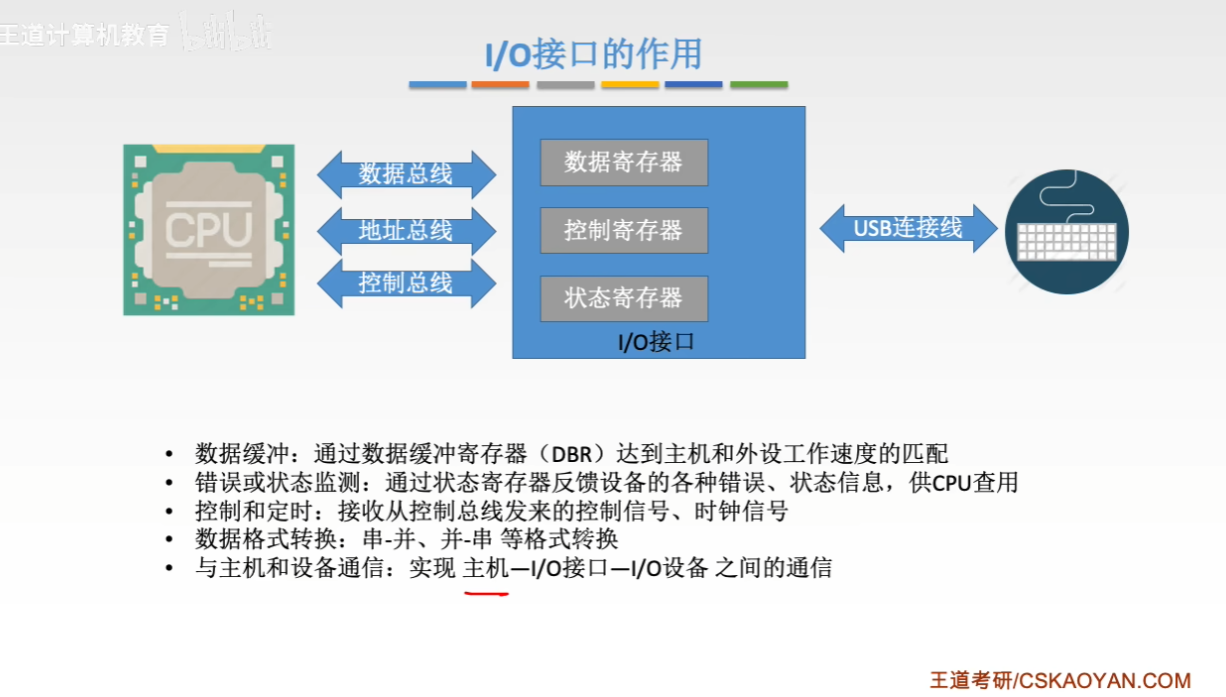 王道计算机教育 bilibili
I/O接口的作用
CPU
数据总线
地址总线
控制总线
数据寄存器
控制寄存器
状态寄存器
I/O接口
USB连接线
• 数据缓冲：通过数据缓冲寄存器（DBR）达到主机和外设工作速度的匹配
• 错误或状态监测：通过状态寄存器反馈设备的各种错误、状态信息，供CPU查用
• 控制和定时：接收从控制总线发来的控制信号、时钟信号
• 数据格式转换：串-并、并-串 等格式转换
• 与主机和设备通信：实现 主机—I/O接口—I/O设备 之间的通信
王道考研/CSKAOYAN.COM